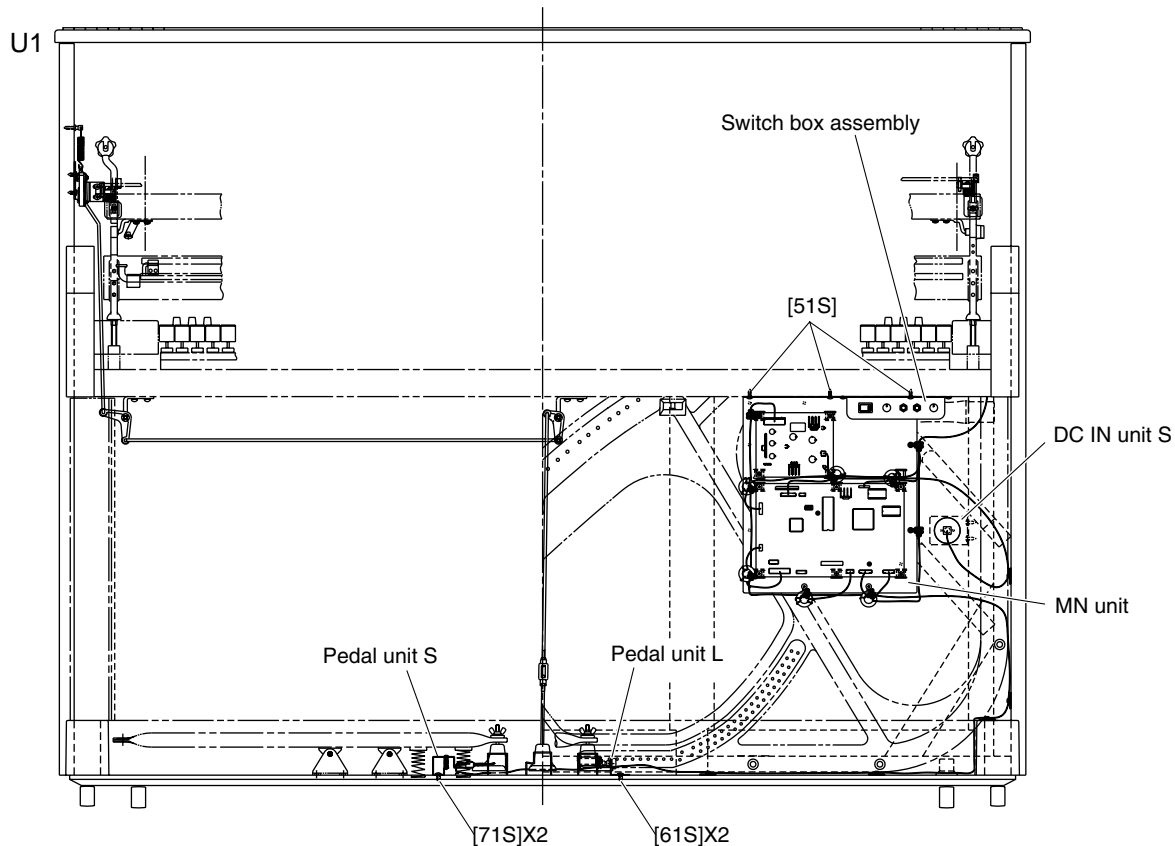 U1
Switch box assembly
[51S]
DC IN unit S
MN unit
Pedal unit S
Pedal unit L
[71S]X2
[61S]X2